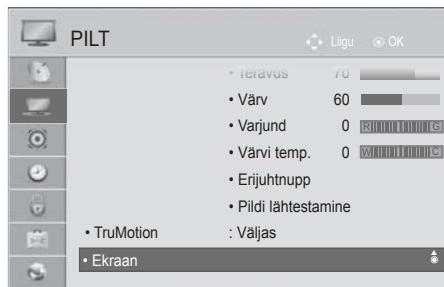 PILT Liigu OK
• Teravus 70
• Värv 60
• Varjund 0 R G
• Värvi temp. 0 W C
• Erijuhtnupp
• Pildi lähtestamine
• TruMotion : Väljas
• Ekraan